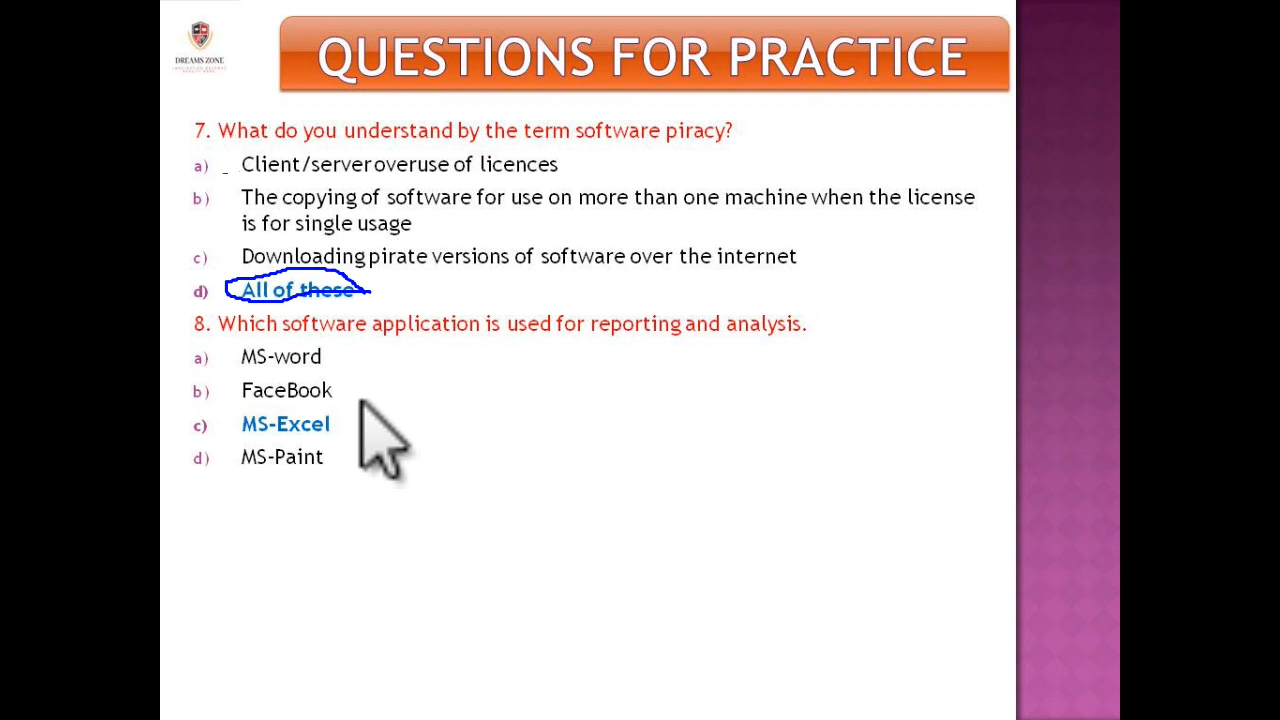 DREAMS ZONE
QUESTIONS FOR PRACTICE
7. What do you understand by the term software piracy?
a) Client/server overuse of licences
b) The copying of software for use on more than one machine when the license
is for single usage
c) Downloading pirate versions of software over the internet
d) All of these
8. Which software application is used for reporting and analysis.
a) MS-word
b) FaceBook
c) MS-Excel
d) MS-Paint